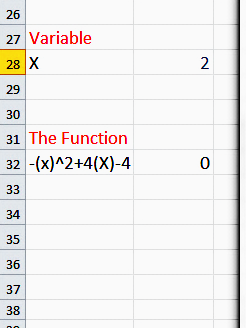 26
27 Variable
28 X 2
29
30
31 The Function
32 -(x)^2+4(X)-4 0
33
34
35
36
37
38